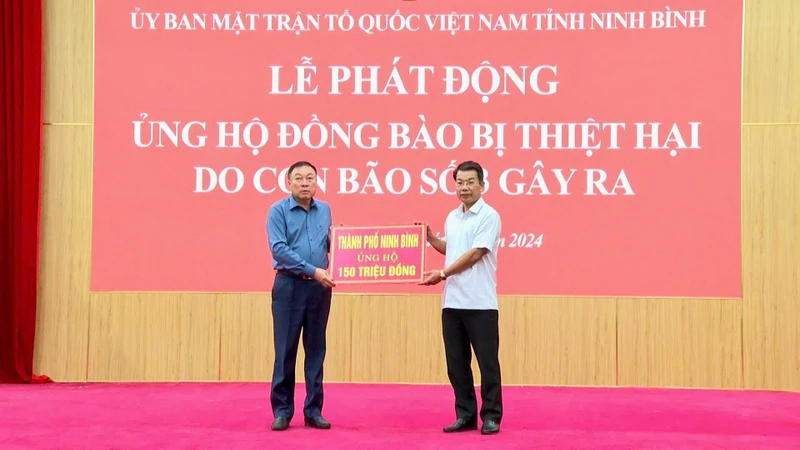 ỦY BAN MẶT TRẬN TỔ QUỐC VIỆT NAM TỈNH NINH BÌNH
LỄ PHÁT ĐỘNG
ỦNG HỘ ĐỒNG BÀO BỊ THIỆT HẠI
DO CƠN BÃO SỐ 3 GÂY RA
2024
THÀNH PHỐ NINH BÌNH
ỦNG HỘ
150 TRIỆU ĐỒNG